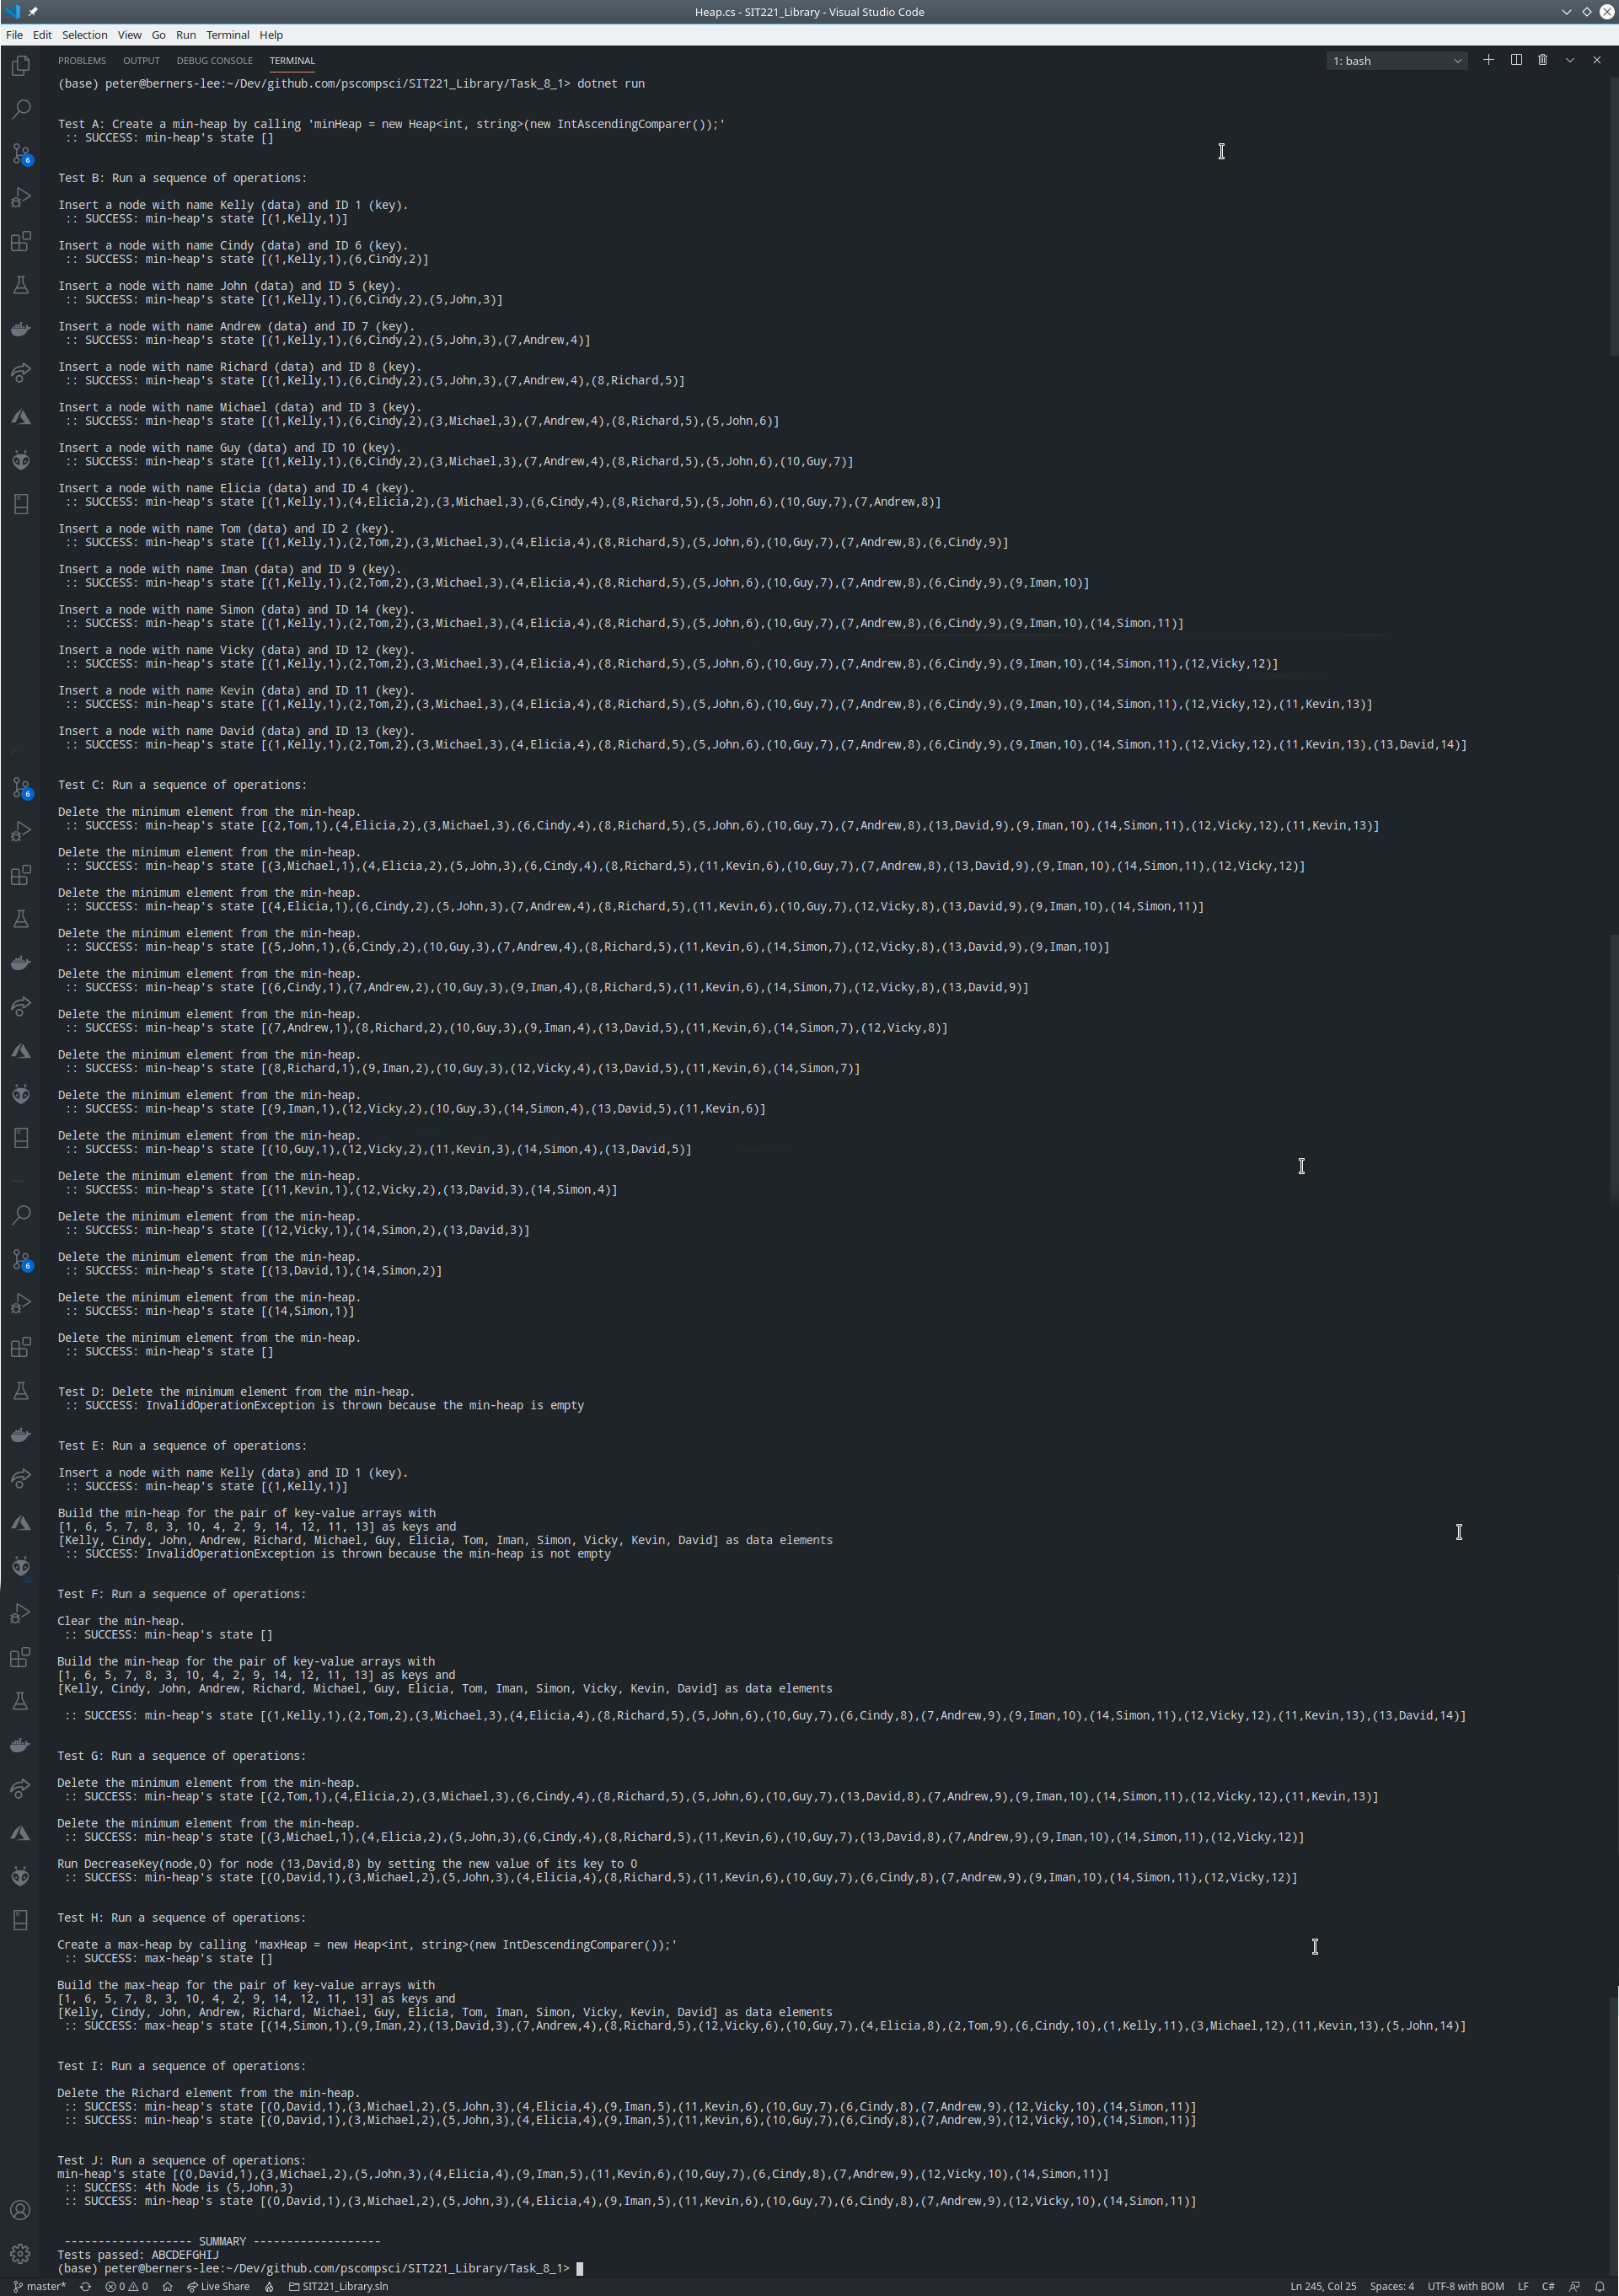 Heap.cs - SIT221_Library - Visual Studio Code
File Edit Selection View Go Run Terminal Help
PROBLEMS OUTPUT DEBUG CONSOLE TERMINAL 1: bash
(base) peter@berners-lee:~/Dev/github.com/pscompsci/SIT221_Library/Task_8_1> dotnet run
Test A: Create a min-heap by calling 'minHeap = new Heap<int, string>(new IntAscendingComparer());'
:: SUCCESS: min-heap's state []
Test B: Run a sequence of operations:
Insert a node with name Kelly (data) and ID 1 (key).
:: SUCCESS: min-heap's state [(1,Kelly,1)]
Insert a node with name Cindy (data) and ID 6 (key).
:: SUCCESS: min-heap's state [(1,Kelly,1),(6,Cindy,2)]
Insert a node with name John (data) and ID 5 (key).
:: SUCCESS: min-heap's state [(1,Kelly,1),(6,Cindy,2),(5,John,3)]
Insert a node with name Andrew (data) and ID 7 (key).
:: SUCCESS: min-heap's state [(1,Kelly,1),(6,Cindy,2),(5,John,3),(7,Andrew,4)]
Insert a node with name Richard (data) and ID 8 (key).
:: SUCCESS: min-heap's state [(1,Kelly,1),(6,Cindy,2),(5,John,3),(7,Andrew,4),(8,Richard,5)]
Insert a node with name Michael (data) and ID 3 (key).
:: SUCCESS: min-heap's state [(1,Kelly,1),(6,Cindy,2),(3,Michael,3),(7,Andrew,4),(8,Richard,5),(5,John,6)]
Insert a node with name Guy (data) and ID 10 (key).
:: SUCCESS: min-heap's state [(1,Kelly,1),(6,Cindy,2),(3,Michael,3),(7,Andrew,4),(8,Richard,5),(5,John,6),(10,Guy,7)]
Insert a node with name Elicia (data) and ID 4 (key).
:: SUCCESS: min-heap's state [(1,Kelly,1),(4,Elicia,2),(3,Michael,3),(6,Cindy,4),(8,Richard,5),(5,John,6),(10,Guy,7),(7,Andrew,8)]
Insert a node with name Tom (data) and ID 2 (key).
:: SUCCESS: min-heap's state [(1,Kelly,1),(2,Tom,2),(3,Michael,3),(4,Elicia,4),(8,Richard,5),(5,John,6),(10,Guy,7),(7,Andrew,8),(6,Cindy,9)]
Insert a node with name Iman (data) and ID 9 (key).
:: SUCCESS: min-heap's state [(1,Kelly,1),(2,Tom,2),(3,Michael,3),(4,Elicia,4),(8,Richard,5),(5,John,6),(10,Guy,7),(7,Andrew,8),(6,Cindy,9),(9,Iman,10)]
Insert a node with name Simon (data) and ID 14 (key).
:: SUCCESS: min-heap's state [(1,Kelly,1),(2,Tom,2),(3,Michael,3),(4,Elicia,4),(8,Richard,5),(5,John,6),(10,Guy,7),(7,Andrew,8),(6,Cindy,9),(9,Iman,10),(14,Simon,11)]
Insert a node with name Vicky (data) and ID 12 (key).
:: SUCCESS: min-heap's state [(1,Kelly,1),(2,Tom,2),(3,Michael,3),(4,Elicia,4),(8,Richard,5),(5,John,6),(10,Guy,7),(7,Andrew,8),(6,Cindy,9),(9,Iman,10),(14,Simon,11),(12,Vicky,12)]
Insert a node with name Kevin (data) and ID 11 (key).
:: SUCCESS: min-heap's state [(1,Kelly,1),(2,Tom,2),(3,Michael,3),(4,Elicia,4),(8,Richard,5),(5,John,6),(10,Guy,7),(7,Andrew,8),(6,Cindy,9),(9,Iman,10),(14,Simon,11),(12,Vicky,12),(11,Kevin,13)]
Insert a node with name David (data) and ID 13 (key).
:: SUCCESS: min-heap's state [(1,Kelly,1),(2,Tom,2),(3,Michael,3),(4,Elicia,4),(8,Richard,5),(5,John,6),(10,Guy,7),(7,Andrew,8),(6,Cindy,9),(9,Iman,10),(14,Simon,11),(12,Vicky,12),(11,Kevin,13),(13,David,14)]
Test C: Run a sequence of operations:
Delete the minimum element from the min-heap.
:: SUCCESS: min-heap's state [(2,Tom,1),(4,Elicia,2),(3,Michael,3),(6,Cindy,4),(8,Richard,5),(5,John,6),(10,Guy,7),(7,Andrew,8),(13,David,9),(9,Iman,10),(14,Simon,11),(12,Vicky,12),(11,Kevin,13)]
Delete the minimum element from the min-heap.
:: SUCCESS: min-heap's state [(3,Michael,1),(4,Elicia,2),(5,John,3),(6,Cindy,4),(8,Richard,5),(11,Kevin,6),(10,Guy,7),(7,Andrew,8),(13,David,9),(9,Iman,10),(14,Simon,11),(12,Vicky,12)]
Delete the minimum element from the min-heap.
:: SUCCESS: min-heap's state [(4,Elicia,1),(6,Cindy,2),(5,John,3),(7,Andrew,4),(8,Richard,5),(11,Kevin,6),(10,Guy,7),(12,Vicky,8),(13,David,9),(9,Iman,10),(14,Simon,11)]
Delete the minimum element from the min-heap.
:: SUCCESS: min-heap's state [(5,John,1),(6,Cindy,2),(10,Guy,3),(7,Andrew,4),(8,Richard,5),(11,Kevin,6),(14,Simon,7),(12,Vicky,8),(13,David,9),(9,Iman,10)]
Delete the minimum element from the min-heap.
:: SUCCESS: min-heap's state [(6,Cindy,1),(7,Andrew,2),(10,Guy,3),(9,Iman,4),(8,Richard,5),(11,Kevin,6),(14,Simon,7),(12,Vicky,8),(13,David,9)]
Delete the minimum element from the min-heap.
:: SUCCESS: min-heap's state [(7,Andrew,1),(8,Richard,2),(10,Guy,3),(9,Iman,4),(13,David,5),(11,Kevin,6),(14,Simon,7),(12,Vicky,8)]
Delete the minimum element from the min-heap.
:: SUCCESS: min-heap's state [(8,Richard,1),(9,Iman,2),(10,Guy,3),(12,Vicky,4),(13,David,5),(11,Kevin,6),(14,Simon,7)]
Delete the minimum element from the min-heap.
:: SUCCESS: min-heap's state [(9,Iman,1),(12,Vicky,2),(10,Guy,3),(14,Simon,4),(13,David,5),(11,Kevin,6)]
Delete the minimum element from the min-heap.
:: SUCCESS: min-heap's state [(10,Guy,1),(12,Vicky,2),(11,Kevin,3),(14,Simon,4),(13,David,5)]
Delete the minimum element from the min-heap.
:: SUCCESS: min-heap's state [(11,Kevin,1),(12,Vicky,2),(13,David,3),(14,Simon,4)]
Delete the minimum element from the min-heap.
:: SUCCESS: min-heap's state [(12,Vicky,1),(14,Simon,2),(13,David,3)]
Delete the minimum element from the min-heap.
:: SUCCESS: min-heap's state [(13,David,1),(14,Simon,2)]
Delete the minimum element from the min-heap.
:: SUCCESS: min-heap's state [(14,Simon,1)]
Delete the minimum element from the min-heap.
:: SUCCESS: min-heap's state []
Test D: Delete the minimum element from the min-heap.
:: SUCCESS: InvalidOperationException is thrown because the min-heap is empty
Test E: Run a sequence of operations:
Insert a node with name Kelly (data) and ID 1 (key).
:: SUCCESS: min-heap's state [(1,Kelly,1)]
Build the min-heap for the pair of key-value arrays with
[1, 6, 5, 7, 8, 3, 10, 4, 2, 9, 14, 12, 11, 13] as keys and
[Kelly, Cindy, John, Andrew, Richard, Michael, Guy, Elicia, Tom, Iman, Simon, Vicky, Kevin, David] as data elements
:: SUCCESS: InvalidOperationException is thrown because the min-heap is not empty
Test F: Run a sequence of operations:
Clear the min-heap.
:: SUCCESS: min-heap's state []
Build the min-heap for the pair of key-value arrays with
[1, 6, 5, 7, 8, 3, 10, 4, 2, 9, 14, 12, 11, 13] as keys and
[Kelly, Cindy, John, Andrew, Richard, Michael, Guy, Elicia, Tom, Iman, Simon, Vicky, Kevin, David] as data elements
:: SUCCESS: min-heap's state [(1,Kelly,1),(2,Tom,2),(3,Michael,3),(4,Elicia,4),(8,Richard,5),(5,John,6),(10,Guy,7),(6,Cindy,8),(7,Andrew,9),(9,Iman,10),(14,Simon,11),(12,Vicky,12),(11,Kevin,13),(13,David,14)]
Test G: Run a sequence of operations:
Delete the minimum element from the min-heap.
:: SUCCESS: min-heap's state [(2,Tom,1),(4,Elicia,2),(3,Michael,3),(6,Cindy,4),(8,Richard,5),(5,John,6),(10,Guy,7),(13,David,8),(7,Andrew,9),(9,Iman,10),(14,Simon,11),(12,Vicky,12),(11,Kevin,13)]
Delete the minimum element from the min-heap.
:: SUCCESS: min-heap's state [(3,Michael,1),(4,Elicia,2),(5,John,3),(6,Cindy,4),(8,Richard,5),(11,Kevin,6),(10,Guy,7),(13,David,8),(7,Andrew,9),(9,Iman,10),(14,Simon,11),(12,Vicky,12)]
Run DecreaseKey(node,0) for node (13,David,8) by setting the new value of its key to 0
:: SUCCESS: min-heap's state [(0,David,1),(3,Michael,2),(5,John,3),(4,Elicia,4),(8,Richard,5),(11,Kevin,6),(10,Guy,7),(6,Cindy,8),(7,Andrew,9),(9,Iman,10),(14,Simon,11),(12,Vicky,12)]
Test H: Run a sequence of operations:
Create a max-heap by calling 'maxHeap = new Heap<int, string>(new IntDescendingComparer());'
:: SUCCESS: max-heap's state []
Build the max-heap for the pair of key-value arrays with
[1, 6, 5, 7, 8, 3, 10, 4, 2, 9, 14, 12, 11, 13] as keys and
[Kelly, Cindy, John, Andrew, Richard, Michael, Guy, Elicia, Tom, Iman, Simon, Vicky, Kevin, David] as data elements
:: SUCCESS: max-heap's state [(14,Simon,1),(9,Iman,2),(13,David,3),(7,Andrew,4),(8,Richard,5),(12,Vicky,6),(10,Guy,7),(4,Elicia,8),(2,Tom,9),(6,Cindy,10),(1,Kelly,11),(3,Michael,12),(11,Kevin,13),(5,John,14)]
Test I: Run a sequence of operations:
Delete the Richard element from the min-heap.
:: SUCCESS: min-heap's state [(0,David,1),(3,Michael,2),(5,John,3),(4,Elicia,4),(9,Iman,5),(11,Kevin,6),(10,Guy,7),(6,Cindy,8),(7,Andrew,9),(12,Vicky,10),(14,Simon,11)]
:: SUCCESS: min-heap's state [(0,David,1),(3,Michael,2),(5,John,3),(4,Elicia,4),(9,Iman,5),(11,Kevin,6),(10,Guy,7),(6,Cindy,8),(7,Andrew,9),(12,Vicky,10),(14,Simon,11)]
Test J: Run a sequence of operations:
min-heap's state [(0,David,1),(3,Michael,2),(5,John,3),(4,Elicia,4),(9,Iman,5),(11,Kevin,6),(10,Guy,7),(6,Cindy,8),(7,Andrew,9),(12,Vicky,10),(14,Simon,11)]
:: SUCCESS: 4th Node is (5,John,3)
:: SUCCESS: min-heap's state [(0,David,1),(3,Michael,2),(5,John,3),(4,Elicia,4),(9,Iman,5),(11,Kevin,6),(10,Guy,7),(6,Cindy,8),(7,Andrew,9),(12,Vicky,10),(14,Simon,11)]
------------------- SUMMARY -------------------
Tests passed: ABCDEFGHIJ
(base) peter@berners-lee:~/Dev/github.com/pscompsci/SIT221_Library/Task_8_1>
master* 0 0 Live Share SIT221_Library.sln Ln 245, Col 25 Spaces: 4 UTF-8 with BOM LF C#